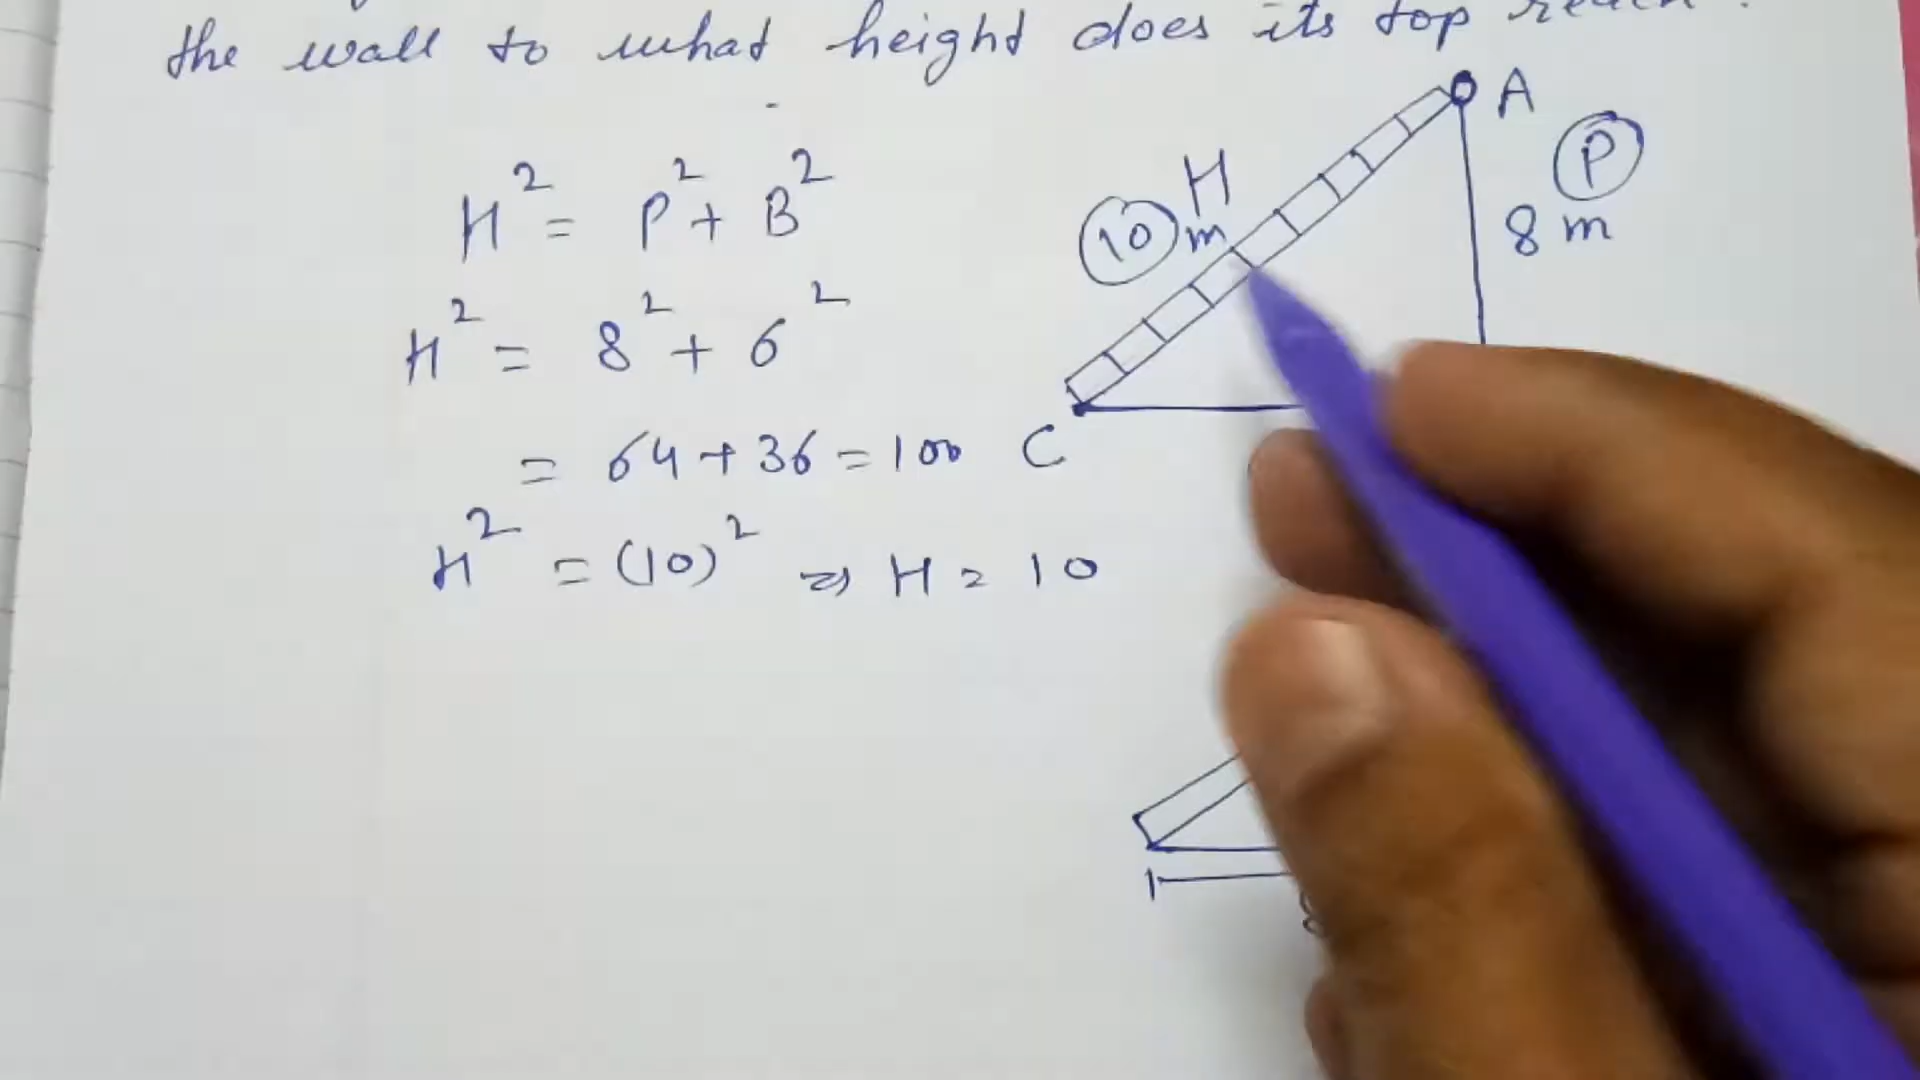 the wall to what height does its top reach?
A
P
H
H² = P² + B²
10 m
8 m
H² = 8² + 6²
= 64 + 36 = 100
C
H² = (10)² ⇒ H = 10